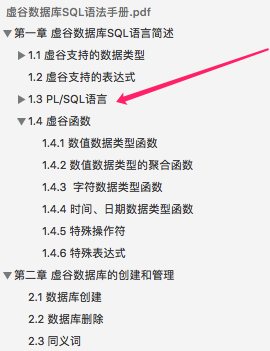 虚谷数据库SQL语法手册.pdf
第一章 虚谷数据库SQL语言简述
1.1 虚谷支持的数据类型
1.2 虚谷支持的表达式
1.3 PL/SQL语言
1.4 虚谷函数
1.4.1 数值数据类型函数
1.4.2 数值数据类型的聚合函数
1.4.3 字符数据类型函数
1.4.4 时间、日期数据类型函数
1.4.5 特殊操作符
1.4.6 特殊表达式
第二章 虚谷数据库的创建和管理
2.1 数据库创建
2.2 数据库删除
2.3 同义词